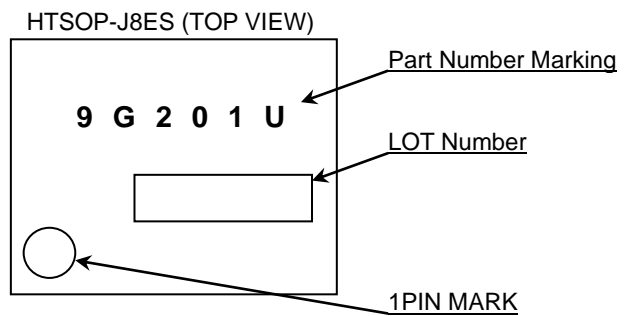 HTSOP-J8ES (TOP VIEW)
Part Number Marking
9 G 2 0 1 U
LOT Number
1PIN MARK